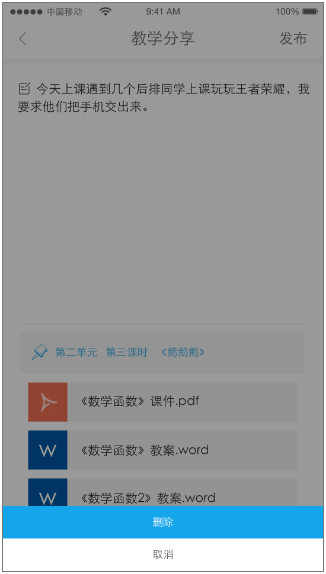 中国移动 9:41 AM 100%
教学分享 发布
今天上课遇到几个后排同学上课玩玩王者荣耀，我
要求他们把手机交出来。
第二单元 第三课时 《鹅鹅鹅》
《数学函数》课件.pdf
《数学函数》教案.word
《数学函数2》教案.word
删除
取消